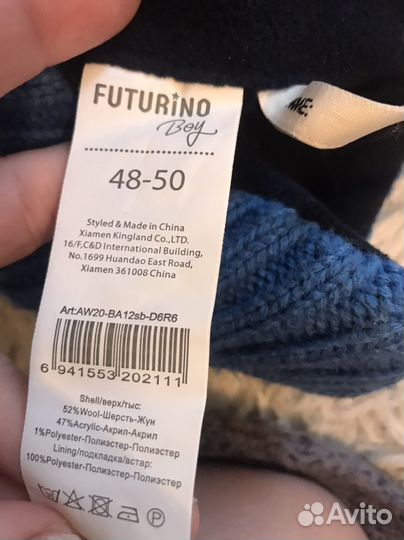 FUTURiNO
Boy
48-50
Styled & Made in China
Xiamen Kingland Co.,LTD.
16/F,C&D International Building,
No.1699 Huandao East Road,
Xiamen 361008 China
Art:AW20-BA12sb-D6R6
6 941553 202111
Shell/верх/тыс:
52%Wool-Шерсть-Жүн
47%Acrylic-Акрил-Акрил
1%Polyester-Полиэстер-Полиэстер
Lining/подкладка/астар:
100%Polyester-Полиэстер-Полиэстер
Avito